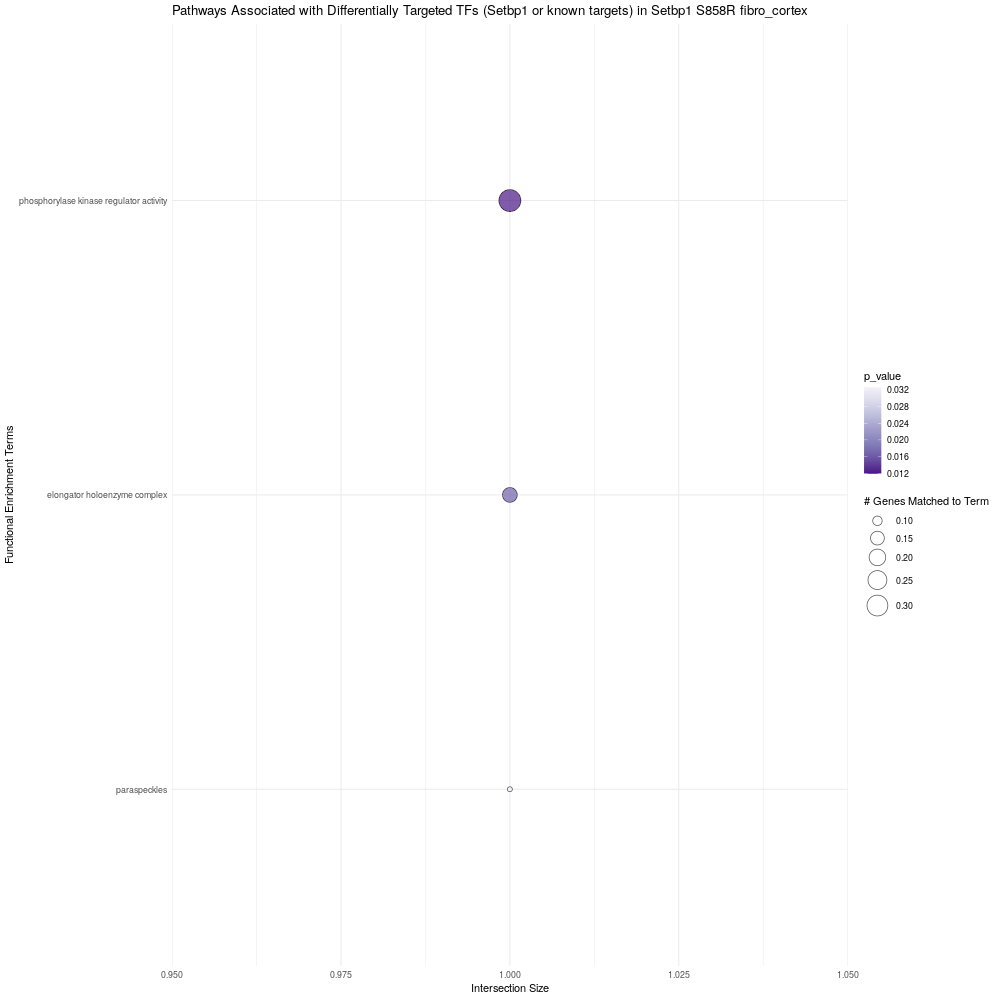 Pathways Associated with Differentially Targeted TFs (Setbp1 or known targets) in Setbp1 S858R fibro_cortex
Functional Enrichment Terms
phosphorylase kinase regulator activity
elongator holoenzyme complex
paraspeckles
0.950
0.975
1.000
1.025
1.050
Intersection Size
p_value
0.032
0.028
0.024
0.020
0.016
0.012
# Genes Matched to Term
0.10
0.15
0.20
0.25
0.30